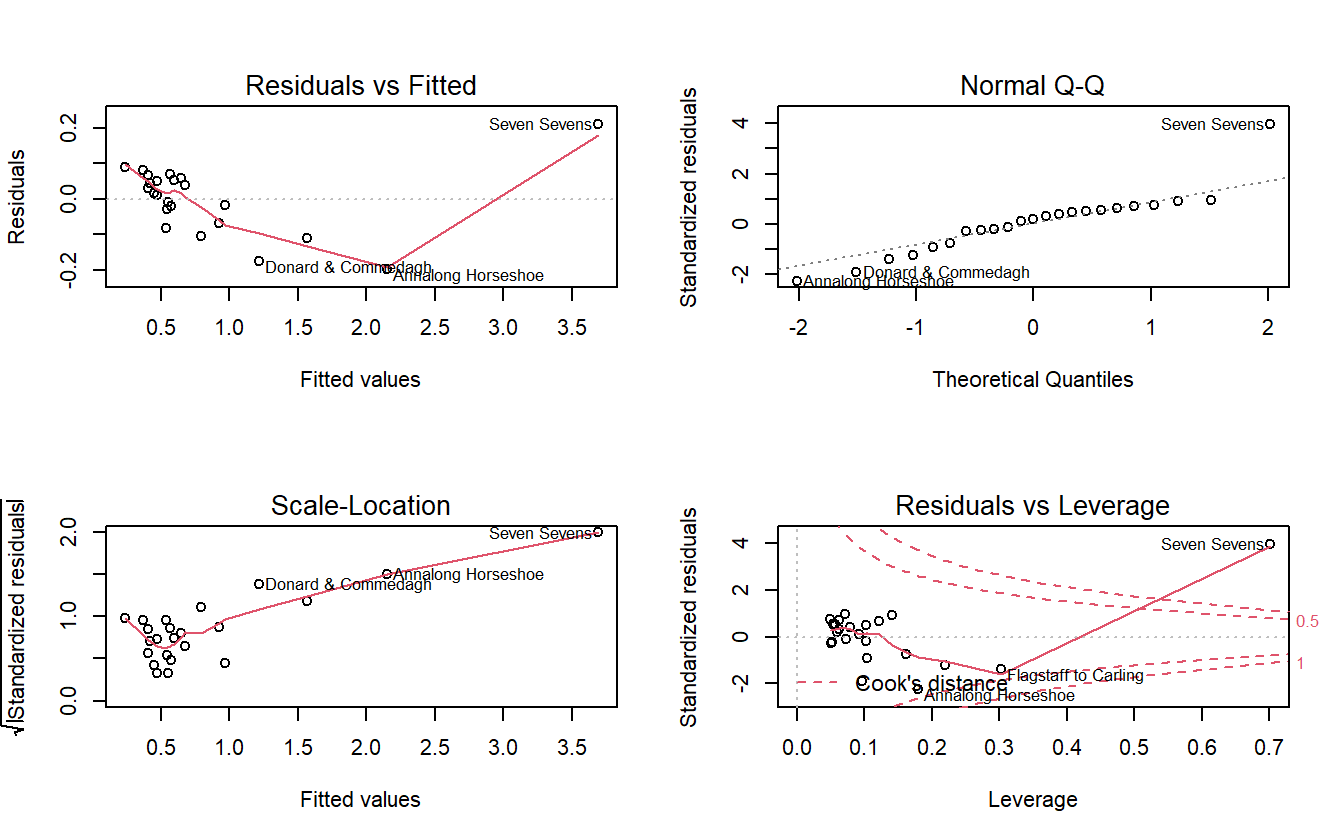 Residuals vs Fitted
Residuals
0.2
0.0
-0.2
Seven Sevens
Donard & Commedagh
Annalong Horseshoe
0.5 1.0 1.5 2.0 2.5 3.0 3.5
Fitted values
Normal Q-Q
Standardized residuals
4
2
0
-2
Seven Sevens
Donard & Commedagh
Annalong Horseshoe
-2 -1 0 1 2
Theoretical Quantiles
Scale-Location
√|Standardized residuals|
2.0
1.0
0.0
Seven Sevens
Annalong Horseshoe
Donard & Commedagh
0.5 1.0 1.5 2.0 2.5 3.0 3.5
Fitted values
Residuals vs Leverage
Standardized residuals
4
2
0
-2
Seven Sevens
0.5
1
Flagstaff to Carling
Cook's distance
Annalong Horseshoe
0.0 0.1 0.2 0.3 0.4 0.5 0.6 0.7
Leverage